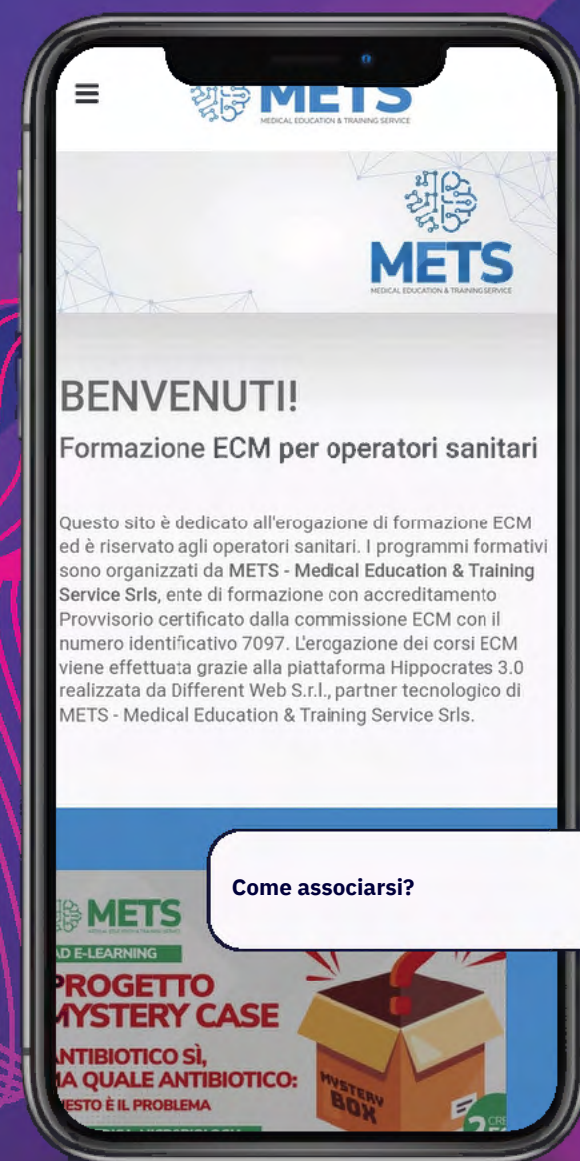 METS
MEDICAL EDUCATION & TRAINING SERVICE
METS
MEDICAL EDUCATION & TRAINING SERVICE
BENVENUTI!
Formazione ECM per operatori sanitari
Questo sito è dedicato all'erogazione di formazione ECM
ed è riservato agli operatori sanitari. I programmi formativi
sono organizzati da METS - Medical Education & Training
Service Srls, ente di formazione con accreditamento
Provvisorio certificato dalla commissione ECM con il
numero identificativo 7097. L'erogazione dei corsi ECM
viene effettuata grazie alla piattaforma Hippocrates 3.0
realizzata da Different Web S.r.l., partner tecnologico di
METS - Medical Education & Training Service Srls.
Come associarsi?
METS
AD E-LEARNING
PROGETTO
MYSTERY CASE
ANTIBIOTICO SÌ,
MA QUALE ANTIBIOTICO:
QUESTO È IL PROBLEMA
MYSTERY
BOX
2